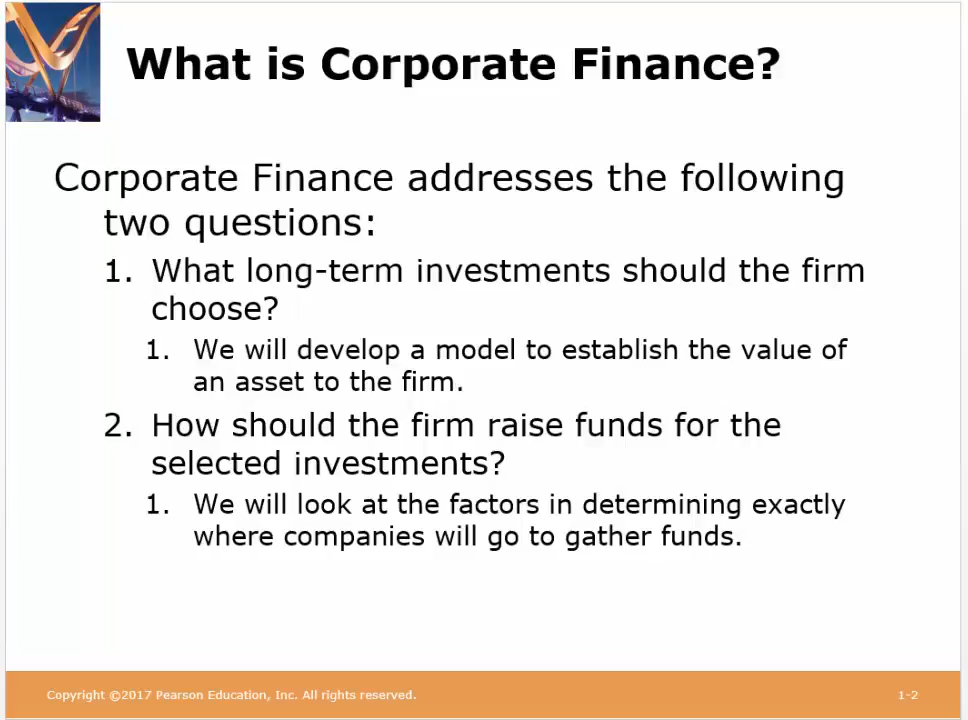 What is Corporate Finance?
Corporate Finance addresses the following
two questions:
1. What long-term investments should the firm
choose?
1. We will develop a model to establish the value of
an asset to the firm.
2. How should the firm raise funds for the
selected investments?
1. We will look at the factors in determining exactly
where companies will go to gather funds.
Copyright ©2017 Pearson Education, Inc. All rights reserved.
1-2